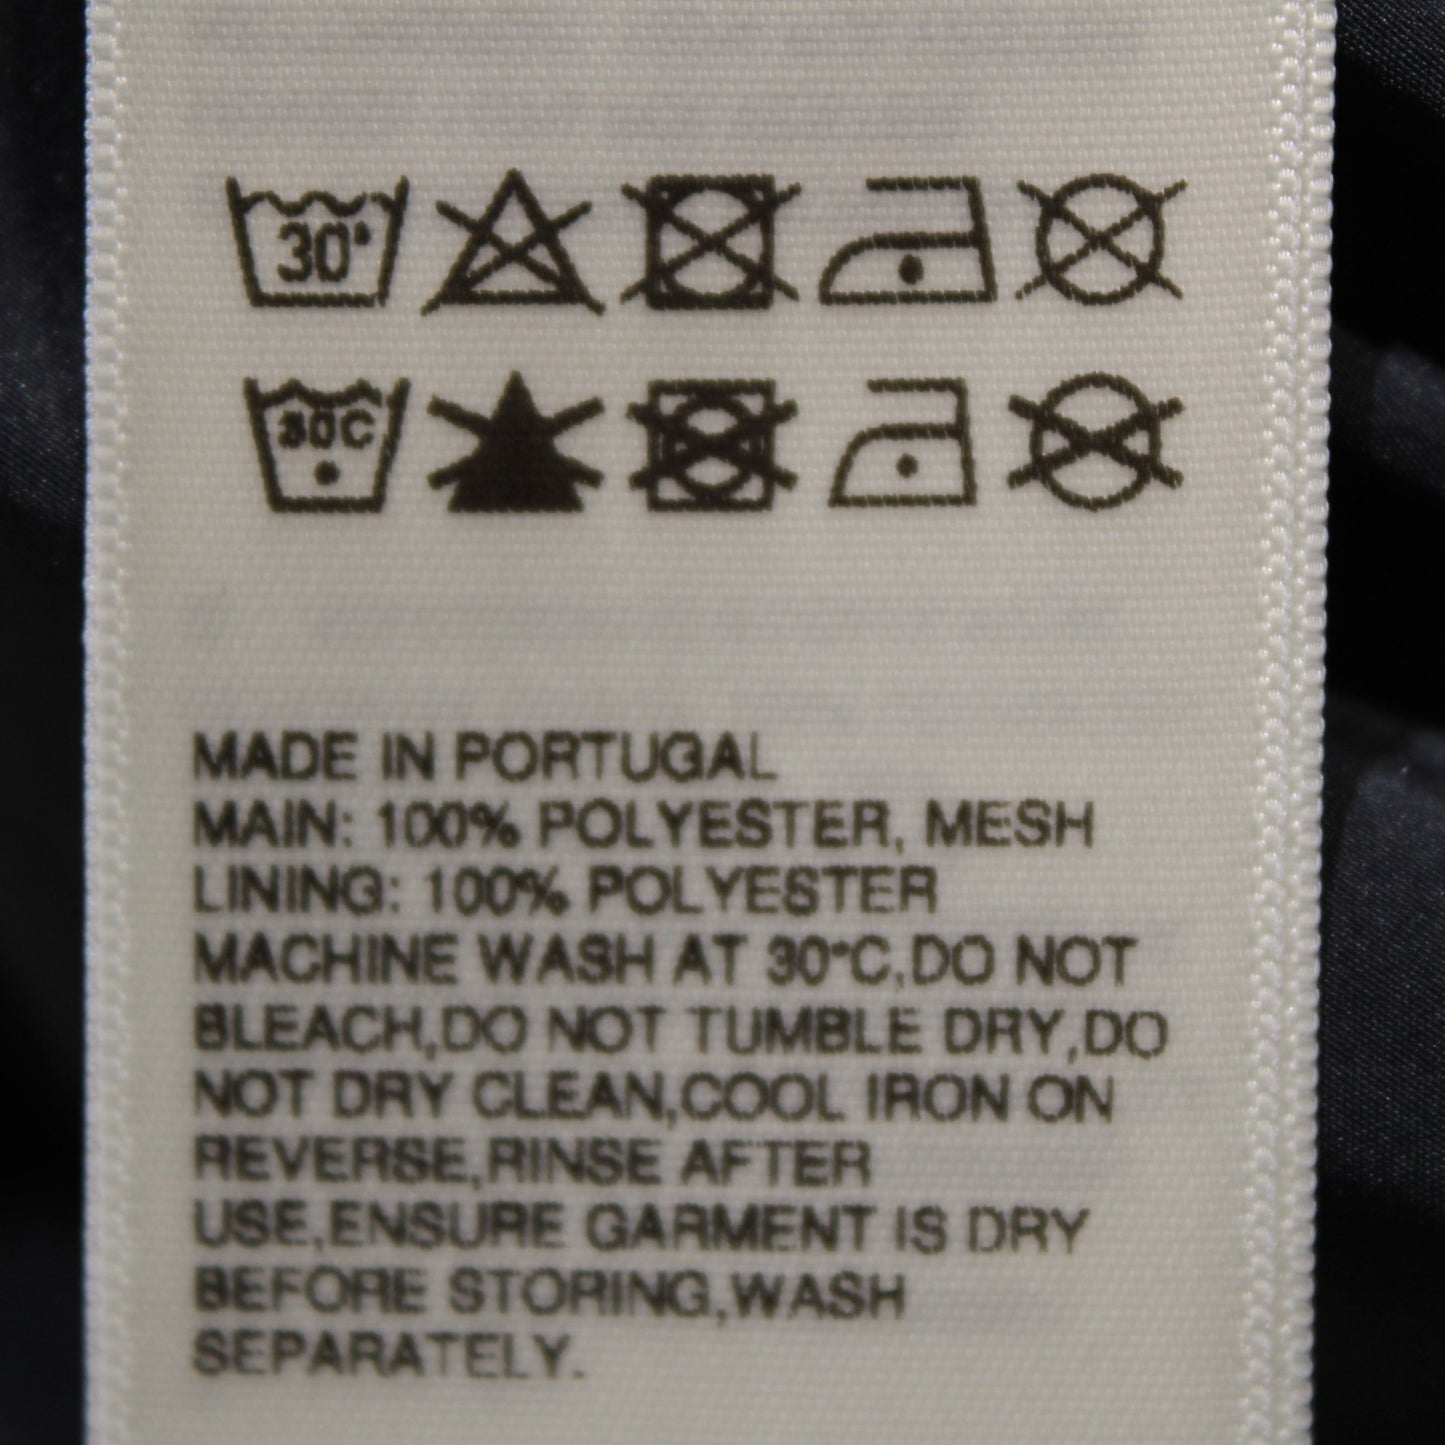 30°
30C
MADE IN PORTUGAL
MAIN: 100% POLYESTER, MESH
LINING: 100% POLYESTER
MACHINE WASH AT 30°C,DO NOT
BLEACH,DO NOT TUMBLE DRY,DO
NOT DRY CLEAN,COOL IRON ON
REVERSE,RINSE AFTER
USE,ENSURE GARMENT IS DRY
BEFORE STORING,WASH
SEPARATELY.